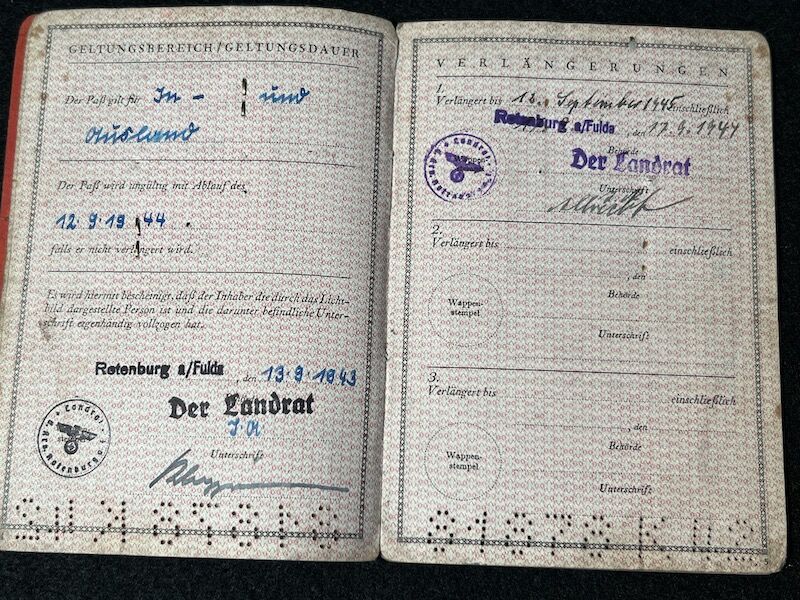 GELTUNGSBEREICH/GELTUNGSDAUER
Der Paß gilt für In- und
Ausland
Der Paß wird ungültig mit Ablauf des
12.9.1944
falls er nicht verlängert wird.
Es wird hiermit bescheinigt, daß der Inhaber die durch das Licht-
bild dargestellte Person ist und die darunter befindliche Unter-
schrift eigenhändig vollzogen hat.
Rotenburg a/Fulda, den 13.9.1943
Der Landrat
I.A
Unterschrift
Landrat
Rotenburg
VERLÄNGERUNGEN
1.
Verlängert bis 12. September 1945 einschließlich
Rotenburg a/Fulda den 17.9.1944
Behörde
Der Landrat
Unterschrift
Landrat
2.
Verlängert bis einschließlich
, den
Behörde
Wappen-
stempel
Unterschrift
3.
Verlängert bis einschließlich
, den
Behörde
Wappen-
stempel
Unterschrift